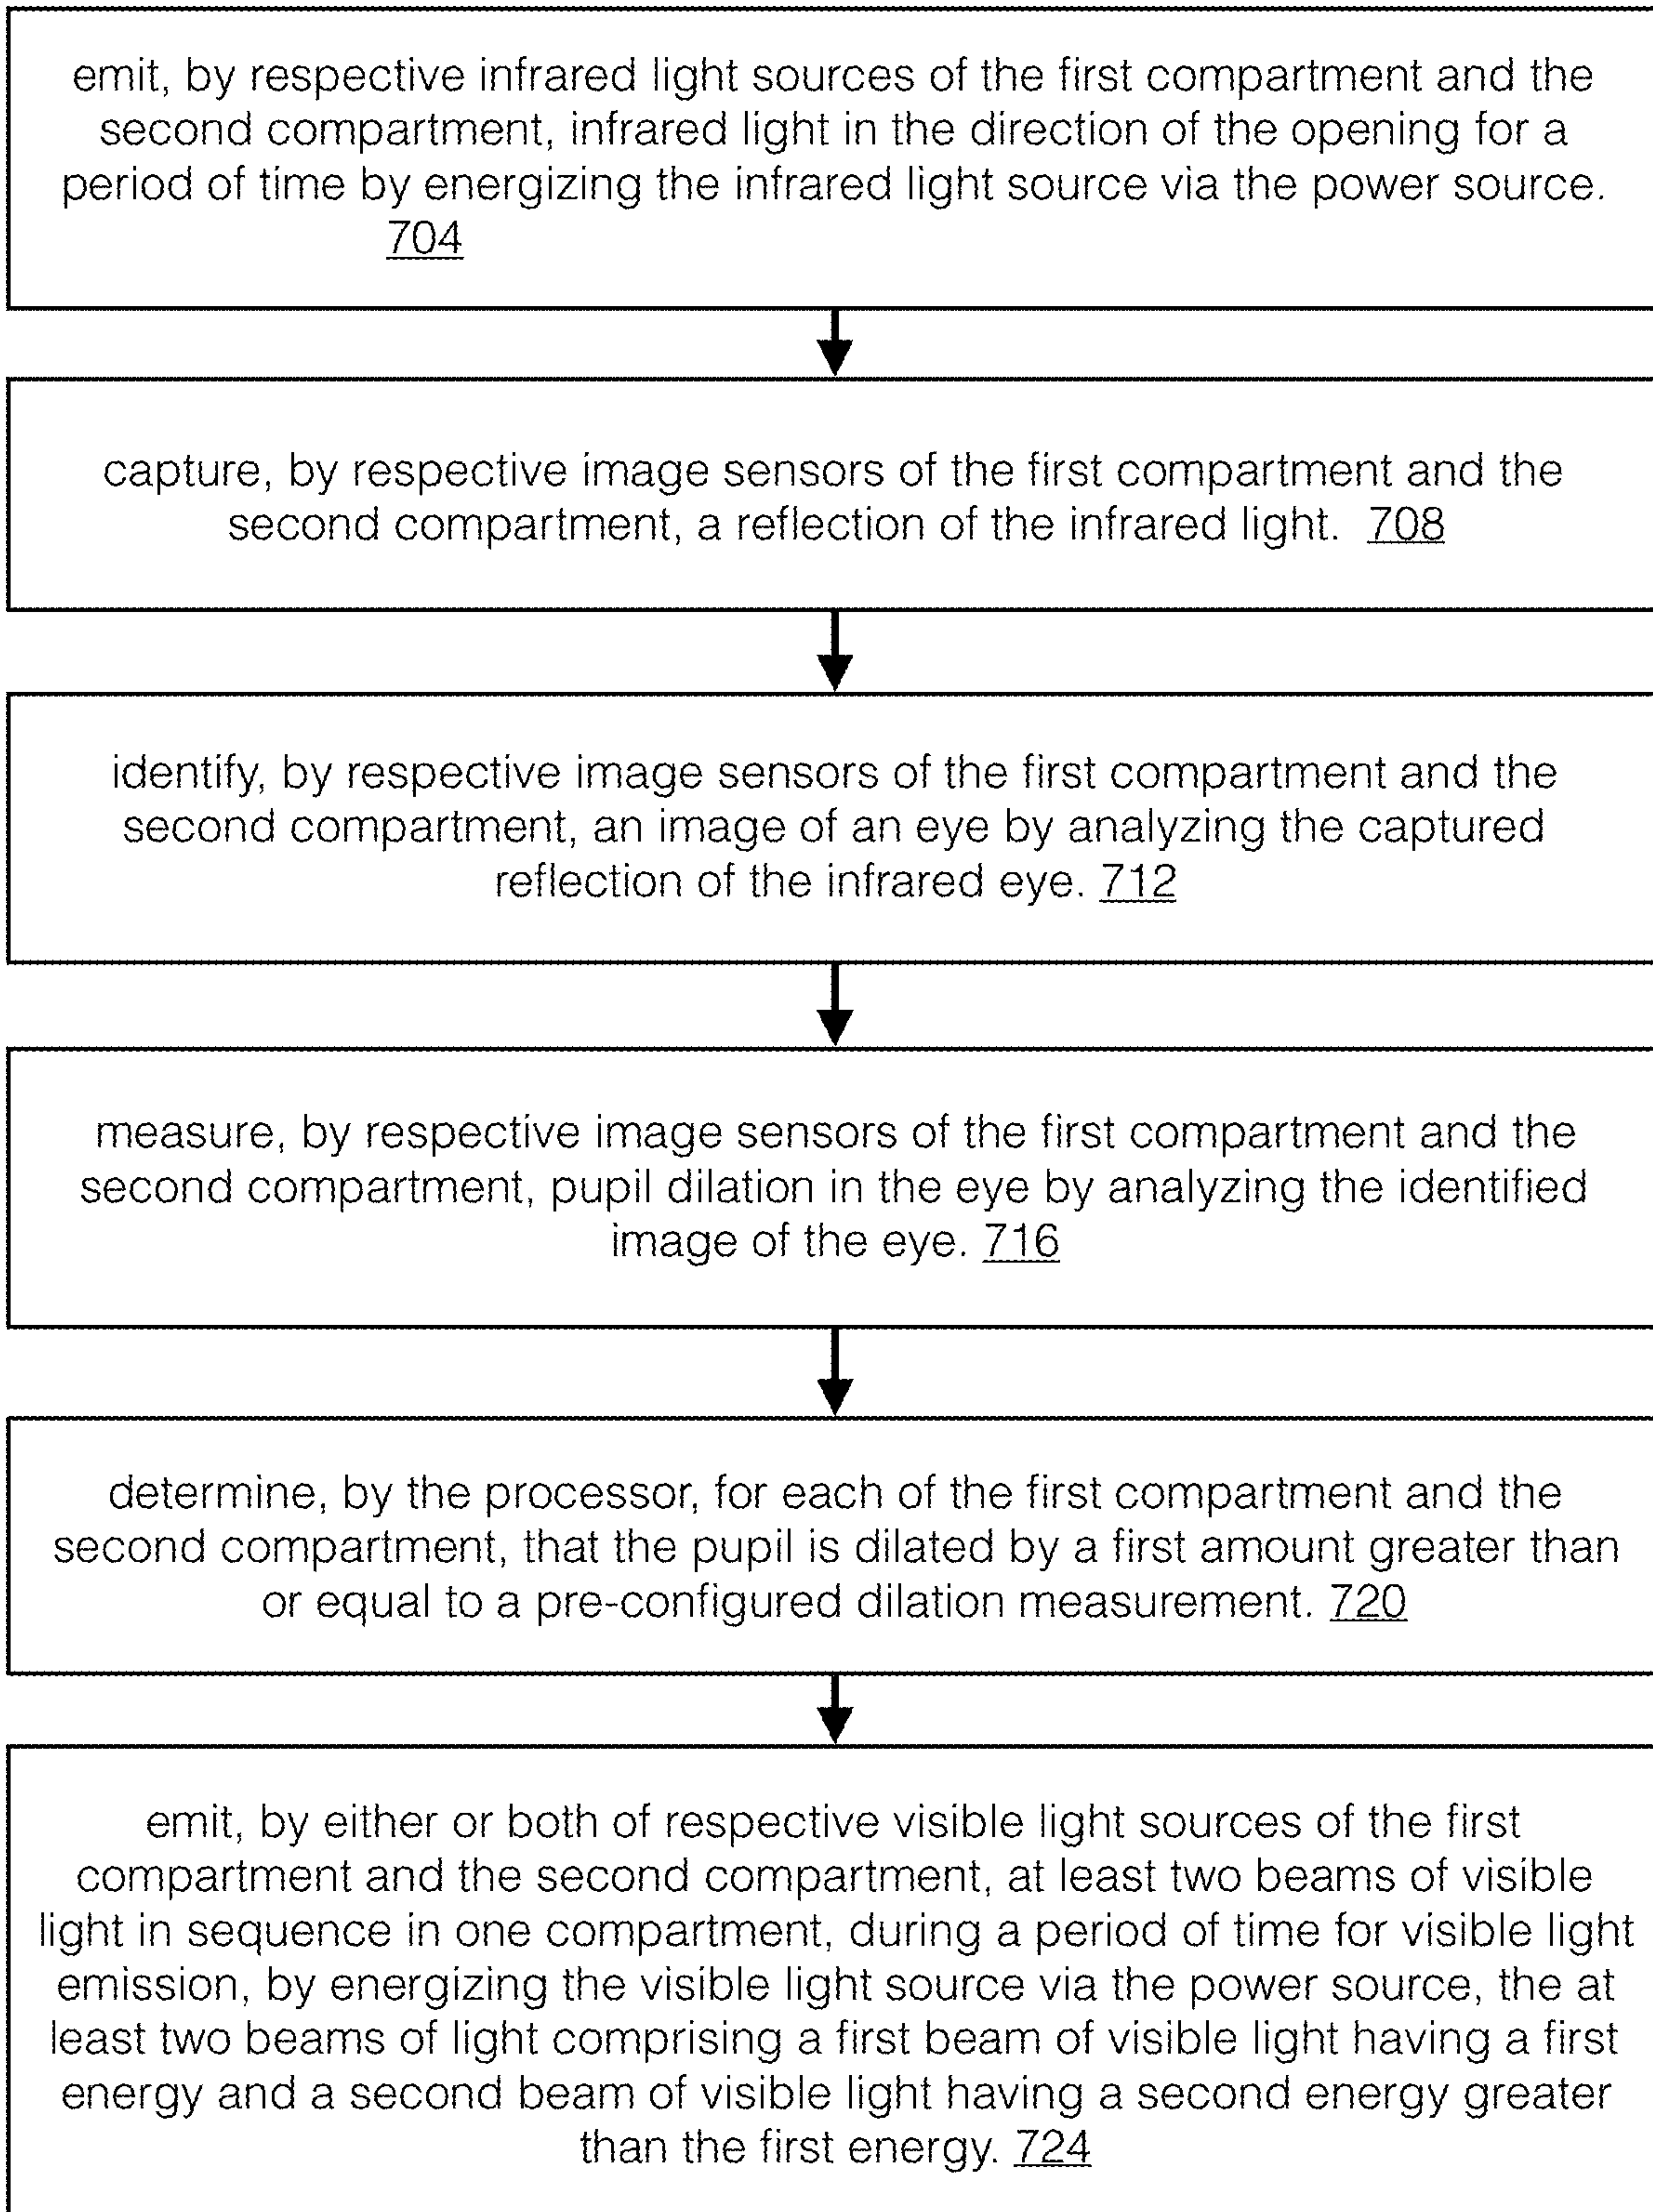 emit, by respective infrared light sources of the first compartment and the
second compartment, infrared light in the direction of the opening for a
period of time by energizing the infrared light source via the power source.
704
capture, by respective image sensors of the first compartment and the
second compartment, a reflection of the infrared light. 708
identify, by respective image sensors of the first compartment and the
second compartment, an image of an eye by analyzing the captured
reflection of the infrared eye. 712
measure, by respective image sensors of the first compartment and the
second compartment, pupil dilation in the eye by analyzing the identified
image of the eye. 716
determine, by the processor, for each of the first compartment and the
second compartment, that the pupil is dilated by a first amount greater than
or equal to a pre-configured dilation measurement. 720
emit, by either or both of respective visible light sources of the first
compartment and the second compartment, at least two beams of visible
light in sequence in one compartment, during a period of time for visible light
emission, by energizing the visible light source via the power source, the at
least two beams of light comprising a first beam of visible light having a first
energy and a second beam of visible light having a second energy greater
than the first energy. 724